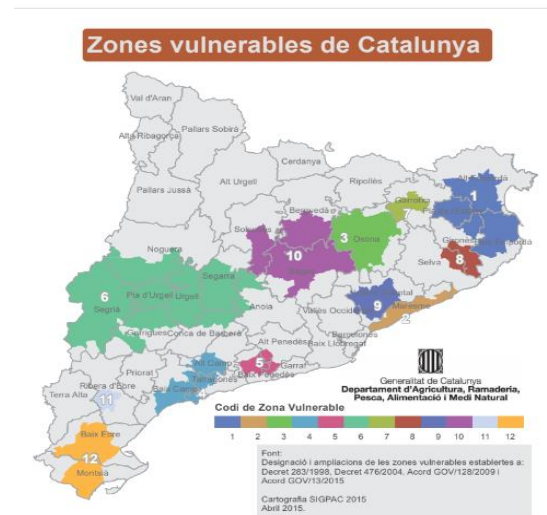 Zones vulnerables de Catalunya
Val d'Aran
Alta Ribagorça
Pallars Sobirà
Cerdanya
Alt Urgell
Ripollès
Pallars Jussà
Berguedà
Garrotxa
1
7
Solsonès
3
Osona
10
Noguera
Gironès
8
Selva
Segarra
6
Pla d'Urgell
Urgell
Segrià
Anoia
9
Vallès Occidental
Maresme
2
Garrigues
Conca de Barberà
Alt Penedès
Baix Llobregat
Barcelonès
Priorat
Alt Camp
5
Garraf
Baix Penedès
Ribera d'Ebre
Tarragonès
Terra Alta
11
Baix Camp
4
Baix Ebre
12
Montsià
Generalitat de Catalunya
Departament d'Agricultura, Ramaderia,
Pesca, Alimentació i Medi Natural
Codi de Zona Vulnerable
1 2 3 4 5 6 7 8 9 10 11 12
Font:
Designació i ampliacions de les zones vulnerables establertes a:
Decret 283/1998, Decret 476/2004, Acord GOV/128/2009 i
Acord GOV/13/2015
Cartografia SIGPAC 2015
Abril 2015.